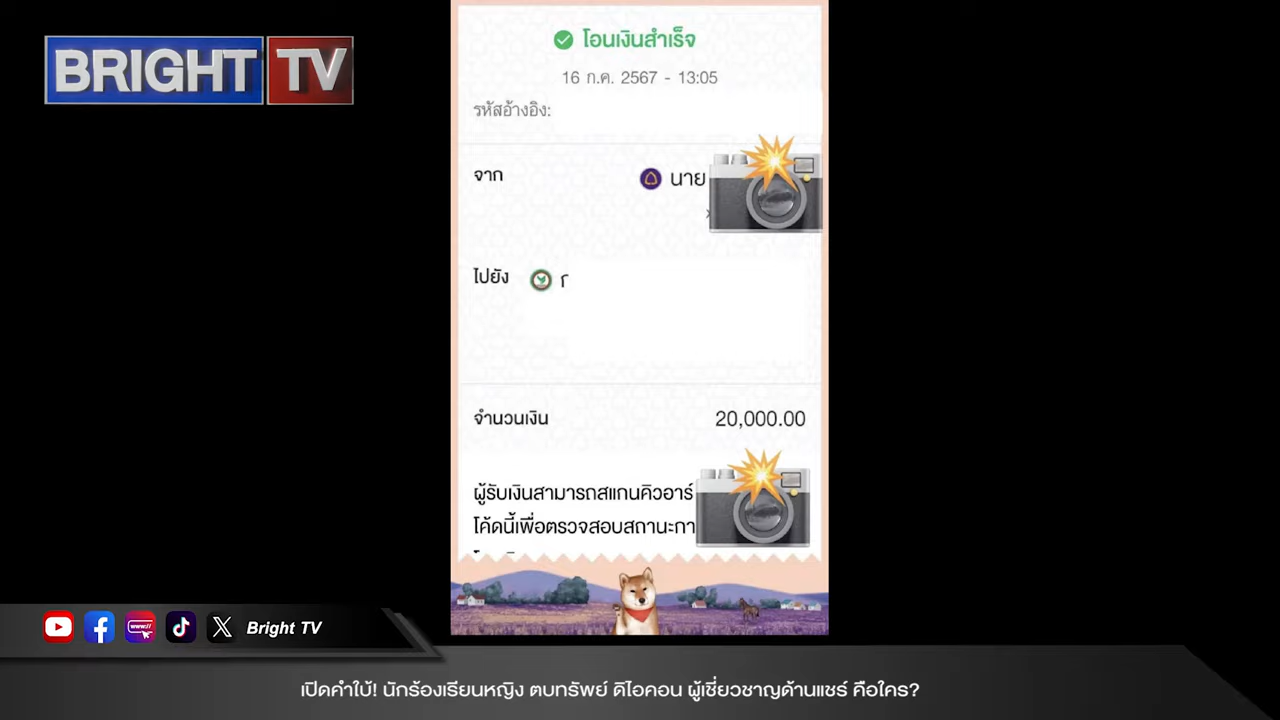 BRIGHT TV
โอนเงินสำเร็จ
16 ก.ค. 2567 - 13:05
รหัสอ้างอิง:
จาก
นาย
ไปยัง
จำนวนเงิน
20,000.00
ผู้รับเงินสามารถสแกนคิวอาร์
โค้ดนี้เพื่อตรวจสอบสถานะกา
Bright TV
เปิดคำใบ้! นักร้องเรียนหญิง ตบทรัพย์ ดิไอคอน ผู้เชี่ยวชาญด้านแชร์ คือใคร?